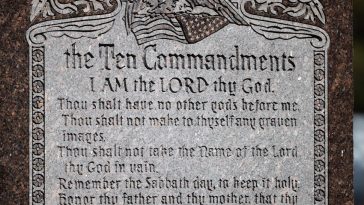 the Ten Commandments
I AM the LORD thy God.
Thou shalt have no other gods before me.
Thou shalt not make to thyself any graven
images.
Thou shalt not take the Name of the Lord
thy God in vain.
Remember the Sabbath day, to keep it holy.
Honor thy father and thy mother, that thy